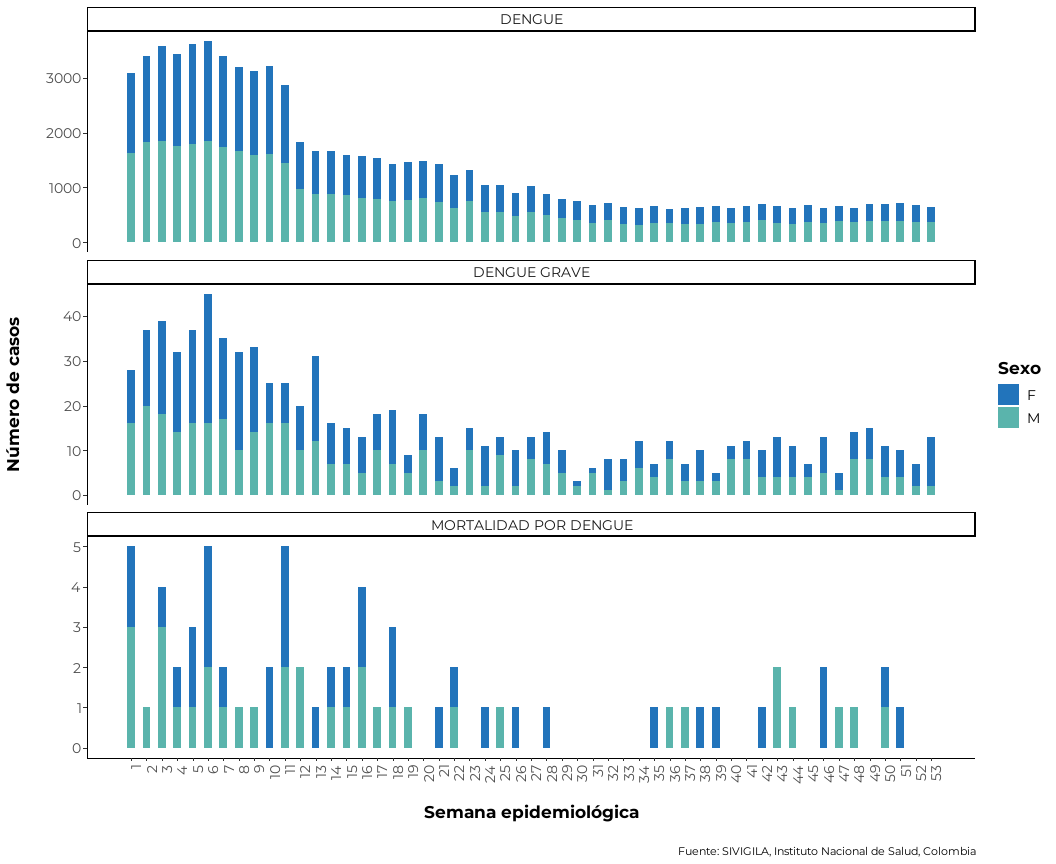 DENGUE
3000
2000
1000
0
DENGUE GRAVE
40
30
20
10
0
MORTALIDAD POR DENGUE
5
4
3
2
1
0
1 2 3 4 5 6 7 8 9 10 11 12 13 14 15 16 17 18 19 20 21 22 23 24 25 26 27 28 29 30 31 32 33 34 35 36 37 38 39 40 41 42 43 44 45 46 47 48 49 50 51 52 53
Número de casos
Semana epidemiológica
Sexo
F
M
Fuente: SIVIGILA, Instituto Nacional de Salud, Colombia